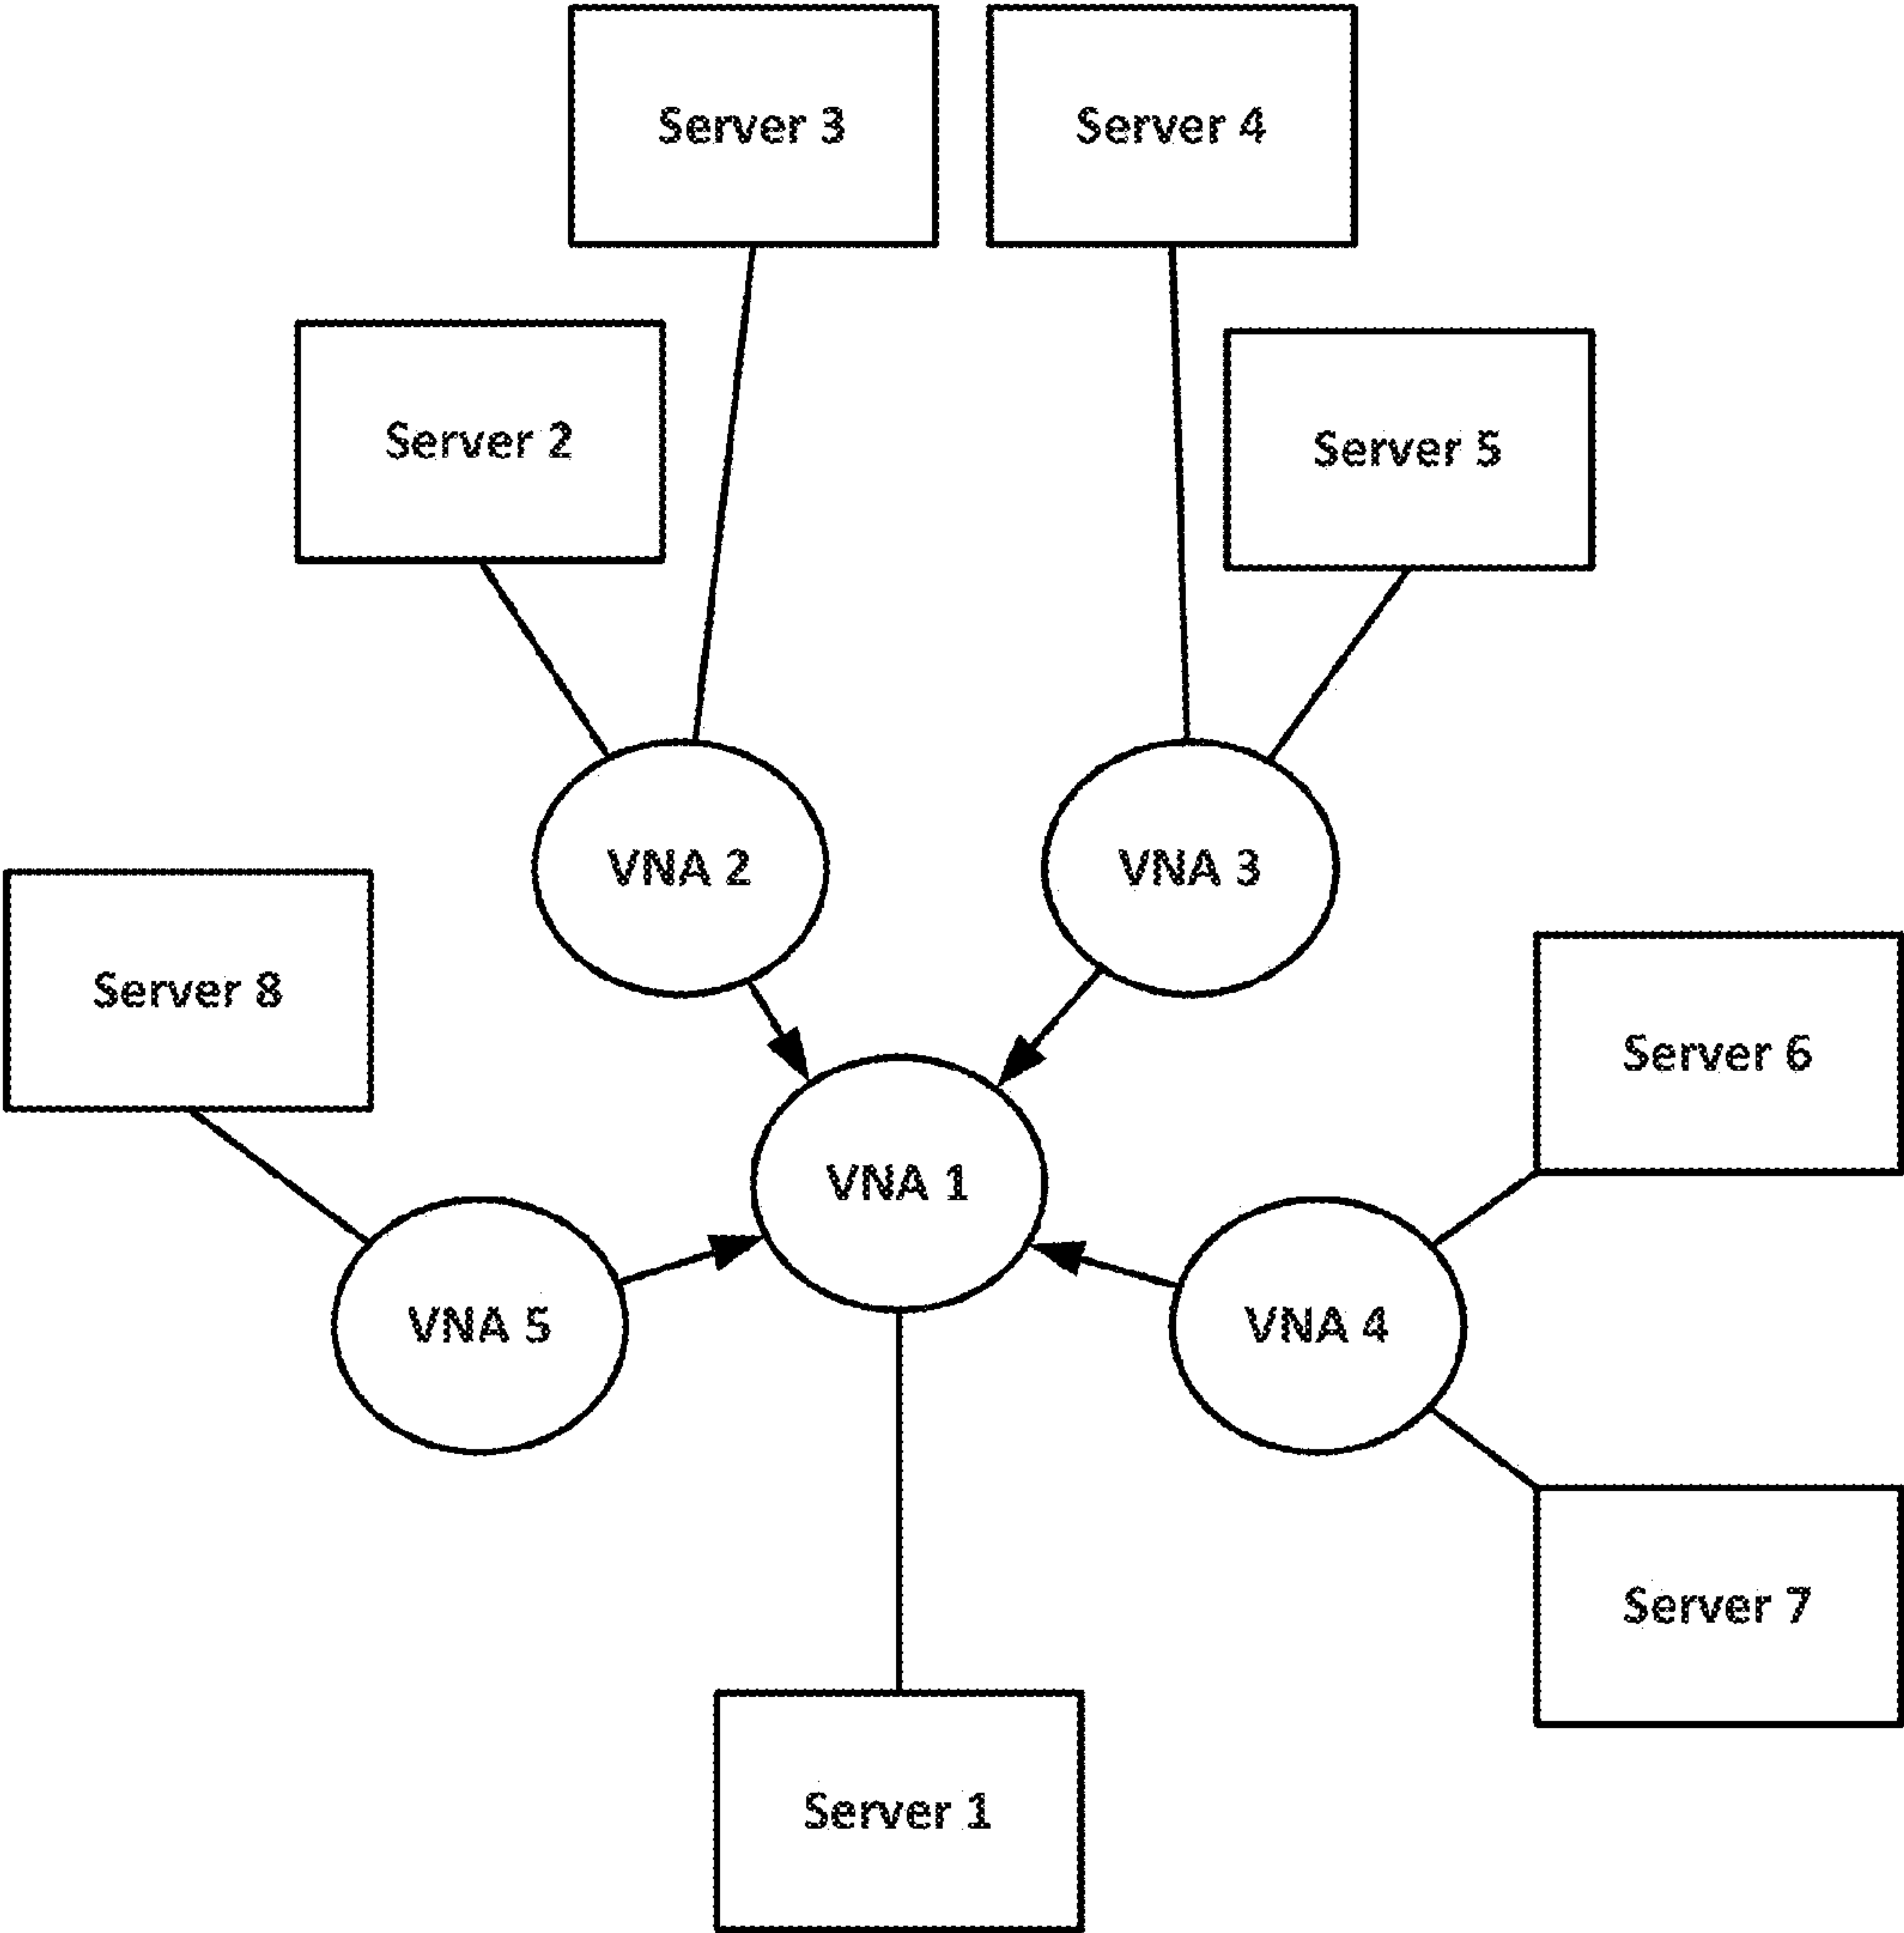 Server 3
Server 4
Server 2
Server 5
VNA 2
VNA 3
Server 8
Server 6
VNA 1
VNA 5
VNA 4
Server 7
Server 1